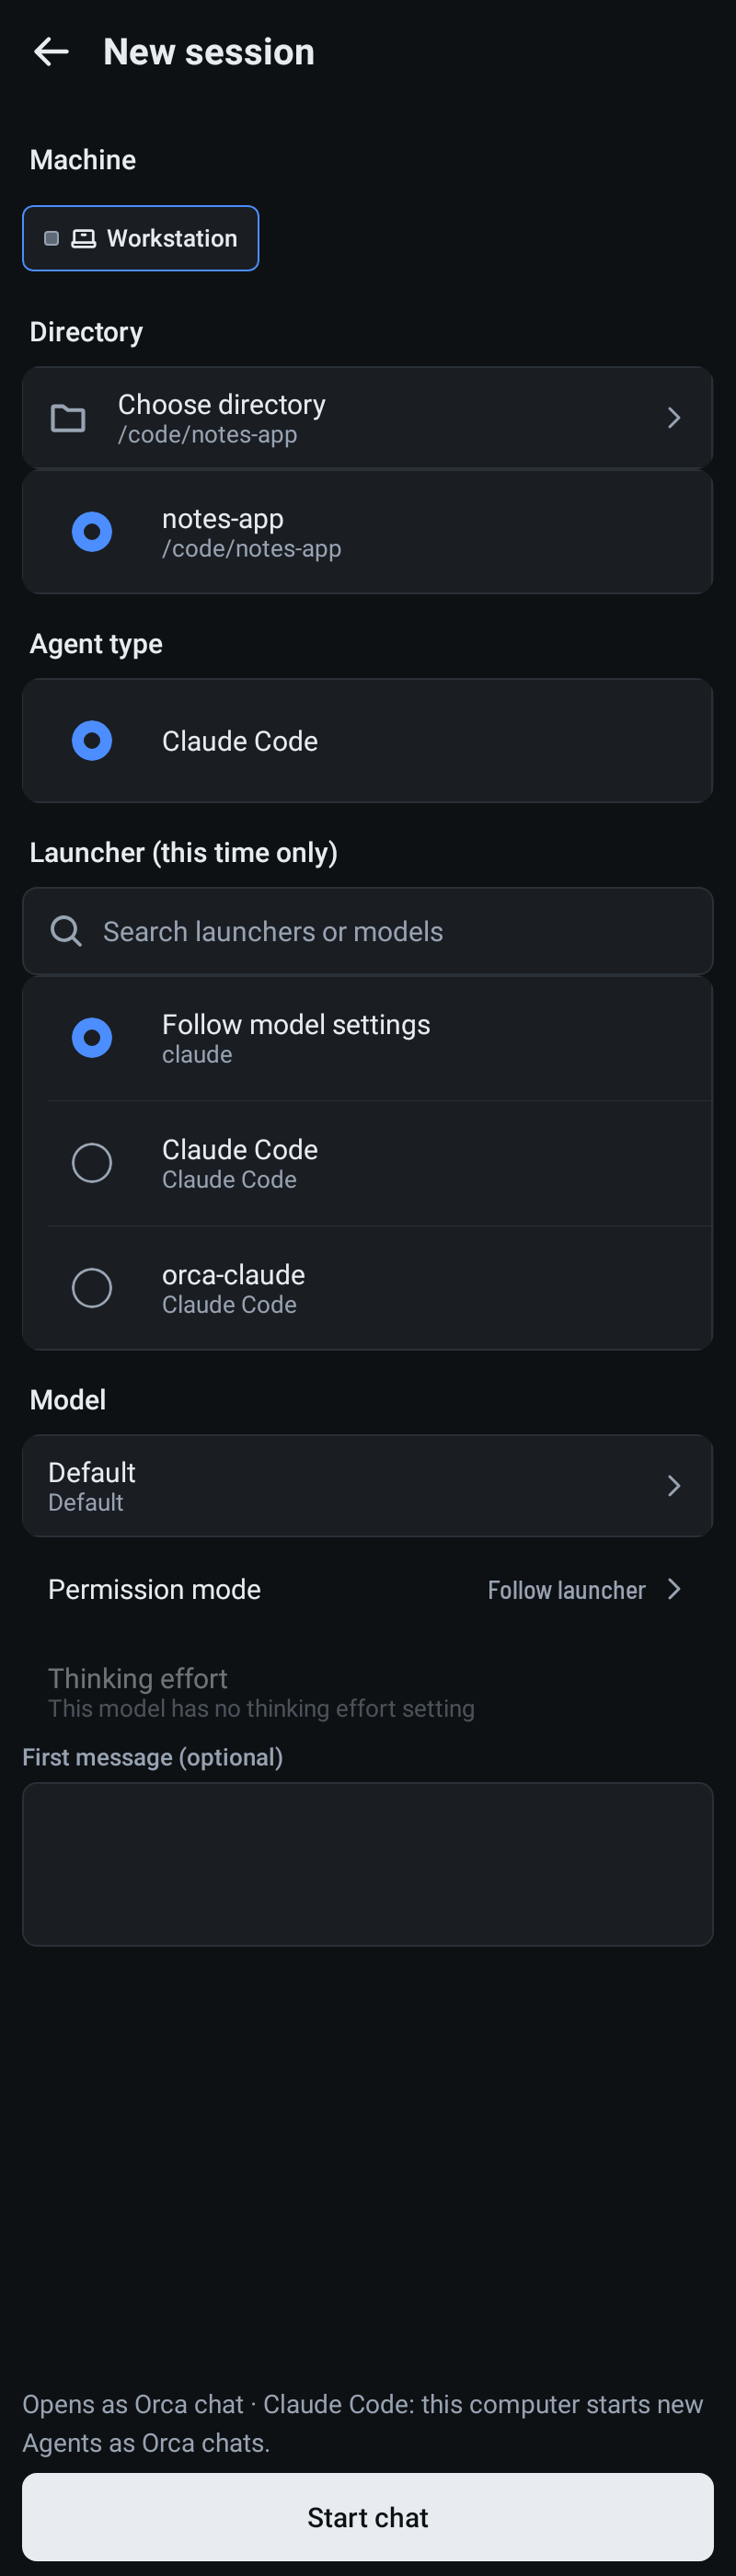 New session
Machine
Workstation
Directory
Choose directory
/code/notes-app
notes-app
/code/notes-app
Agent type
Claude Code
Launcher (this time only)
Search launchers or models
Follow model settings
claude
Claude Code
Claude Code
orca-claude
Claude Code
Model
Default
Default
Permission mode Follow launcher
Thinking effort
This model has no thinking effort setting
First message (optional)
Opens as Orca chat · Claude Code: this computer starts new
Agents as Orca chats.
Start chat